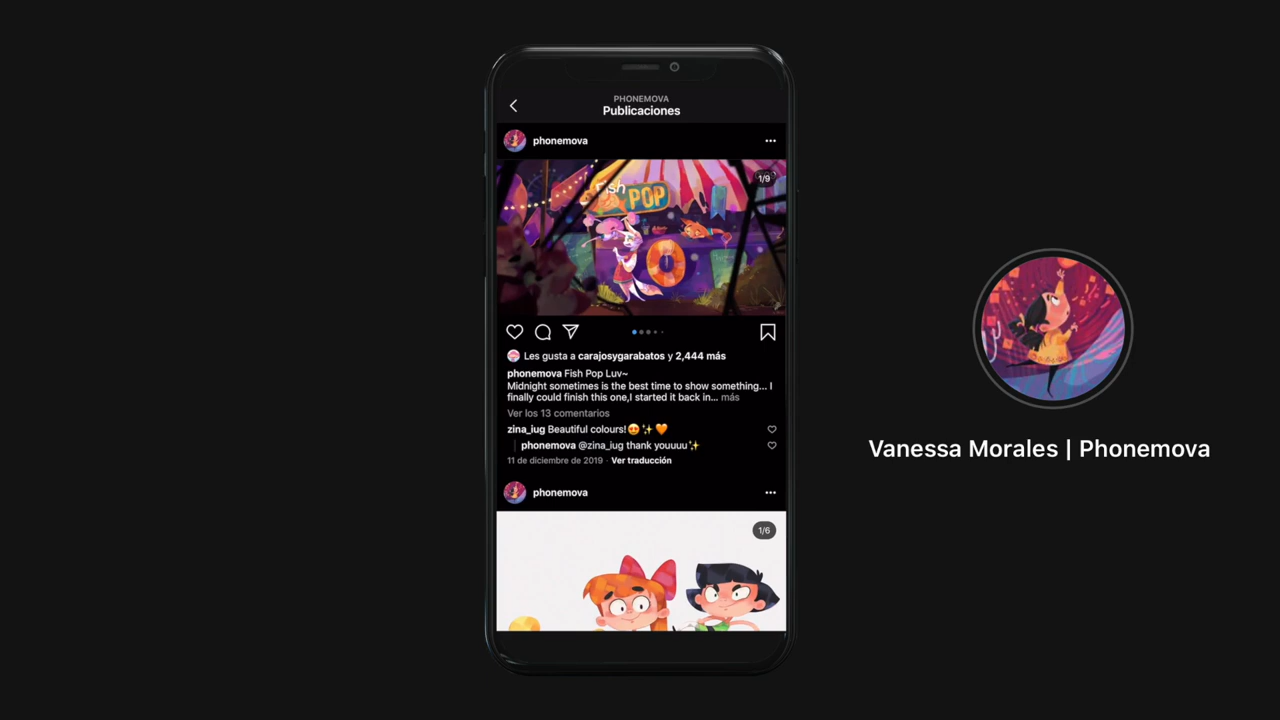 PHONEMOVA
Publicaciones
phonemova
1/9
Fish
POP
Les gusta a carajosygarabatos y 2,444 más
phonemova Fish Pop Luv~
Midnight sometimes is the best time to show something... I
finally could finish this one,I started it back in... más
Ver los 13 comentarios
zina_iug Beautiful colours!😍✨🧡
phonemova @zina_iug thank youuuu✨
11 de diciembre de 2019 · Ver traducción
phonemova
1/6
Vanessa Morales | Phonemova